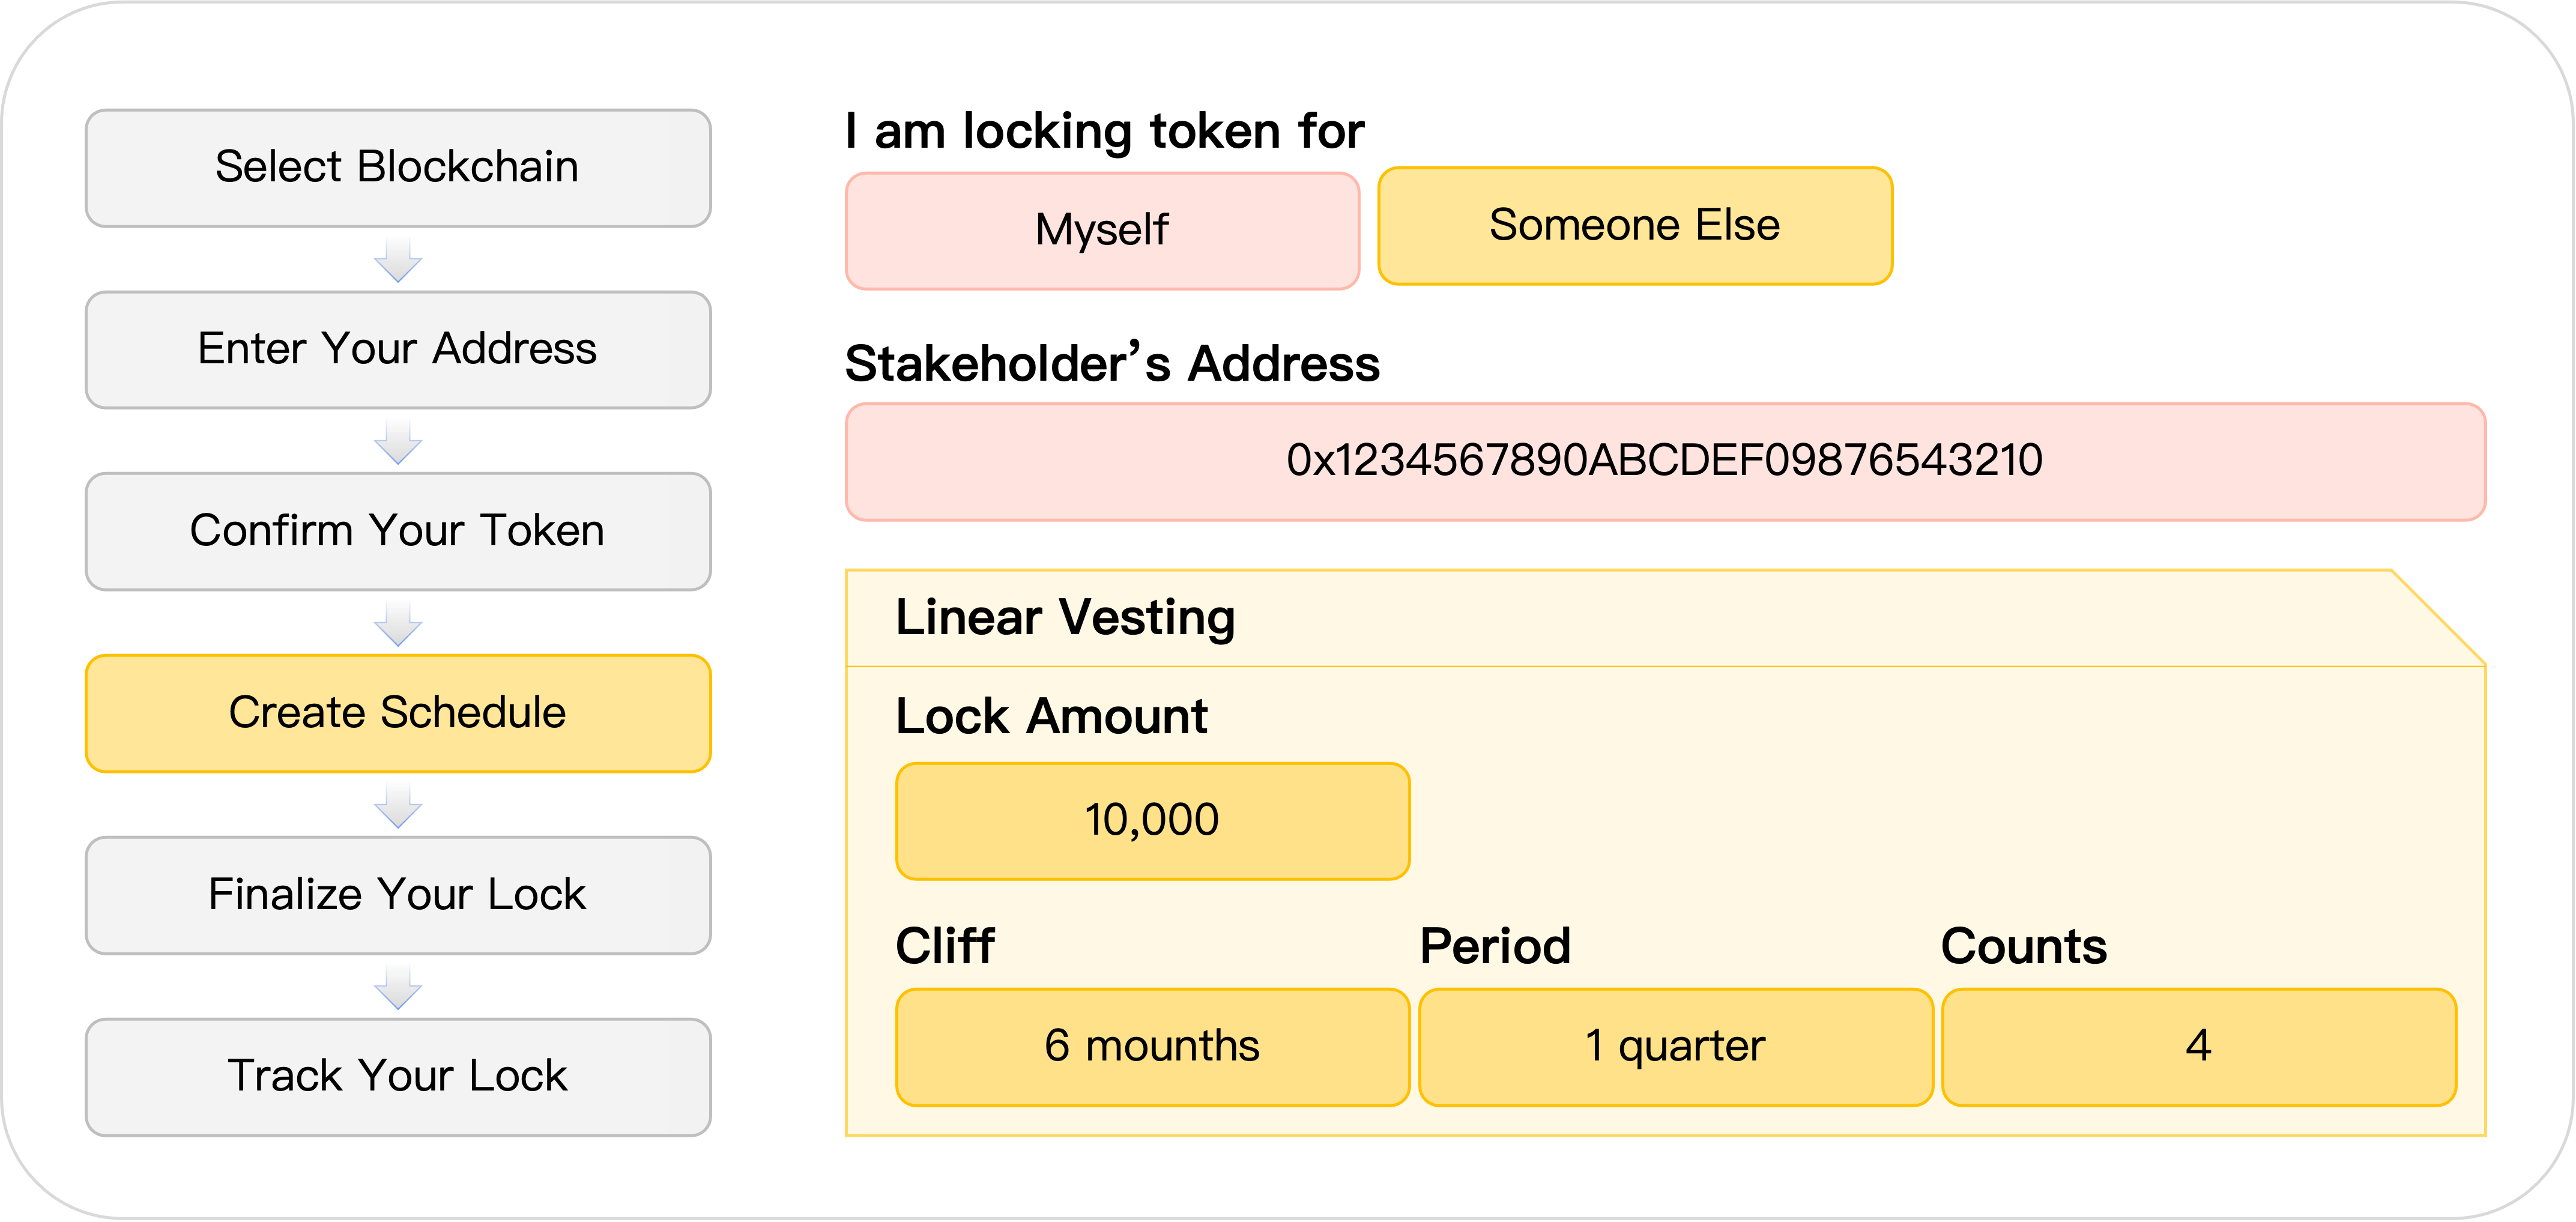 Select Blockchain
Enter Your Address
Confirm Your Token
Create Schedule
Finalize Your Lock
Track Your Lock
I am locking token for
Myself
Someone Else
Stakeholder’s Address
0x1234567890ABCDEF09876543210
Linear Vesting
Lock Amount
10,000
Cliff
Period
Counts
6 mounths
1 quarter
4